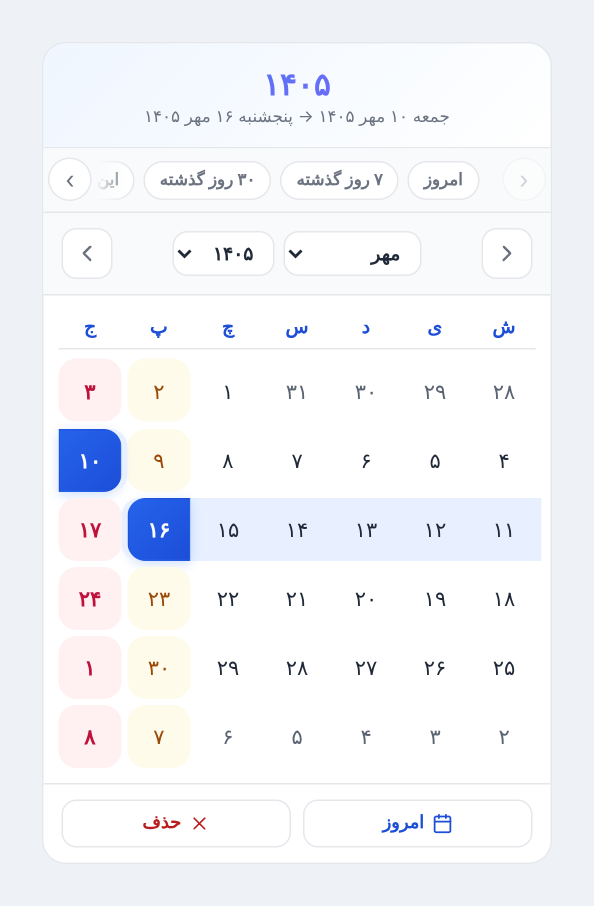 ۱۴۰۵
جمعه ۱۰ مهر ۱۴۰۵ → پنجشنبه ۱۶ مهر ۱۴۰۵
امروز ۷ روز گذشته ۳۰ روز گذشته این
مهر ۱۴۰۵
ش ی د س چ پ ج
۲۸ ۲۹ ۳۰ ۳۱ ۱ ۲ ۳
۴ ۵ ۶ ۷ ۸ ۹ ۱۰
۱۱ ۱۲ ۱۳ ۱۴ ۱۵ ۱۶ ۱۷
۱۸ ۱۹ ۲۰ ۲۱ ۲۲ ۲۳ ۲۴
۲۵ ۲۶ ۲۷ ۲۸ ۲۹ ۳۰ ۱
۲ ۳ ۴ ۵ ۶ ۷ ۸
امروز حذف